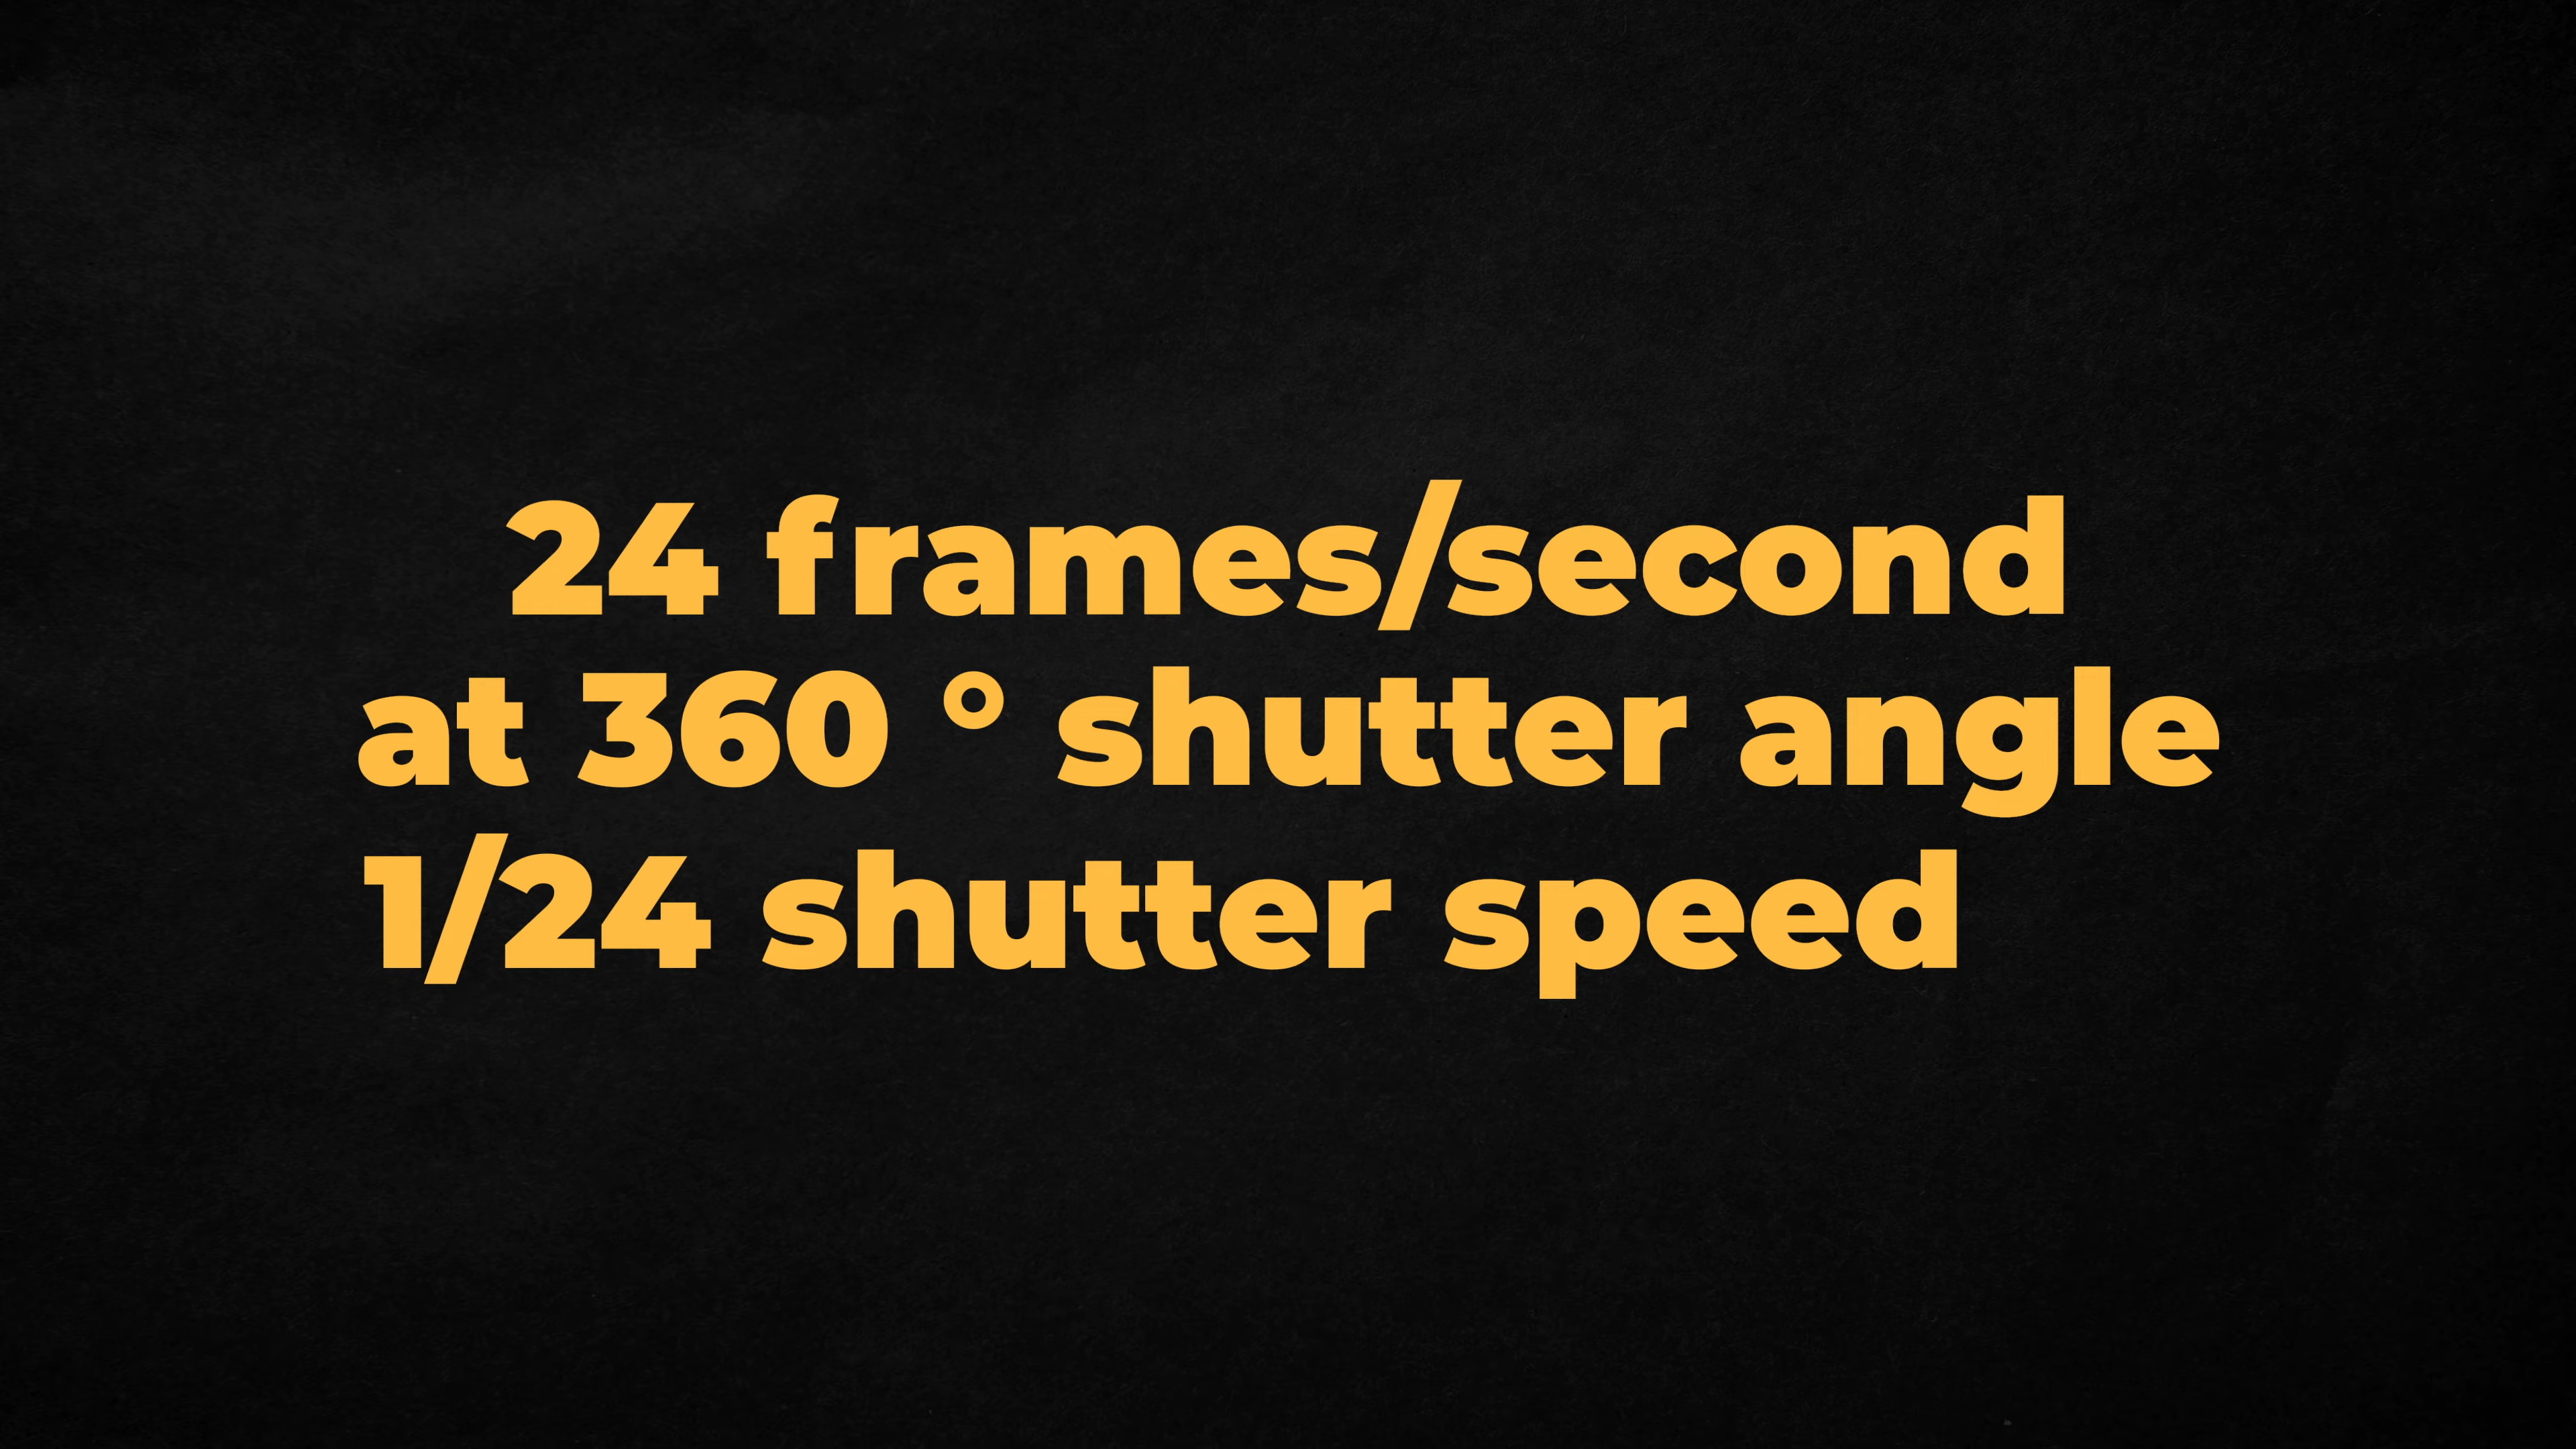 24 frames/second
at 360 ° shutter angle
1/24 shutter speed